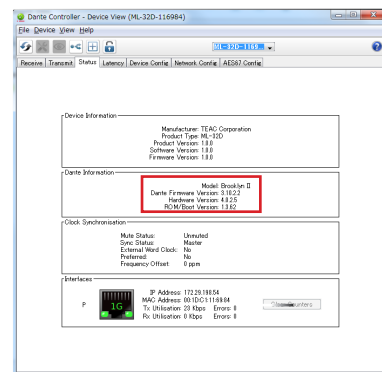 Dante Controller - Device View (ML-32D-116984)
File Device View Help
ML-32D-1169...
Receive Transmit Status Latency Device Config Network Config AES67 Config
Device Information
Manufacturer: TEAC Corporation
Product Type: ML-32D
Product Version: 1.0.0
Software Version: 1.0.0
Firmware Version: 1.0.0
Dante Information
Model: Brooklyn II
Dante Firmware Version: 3.10.2.2
Hardware Version: 4.0.2.5
ROM/Boot Version: 1.3.62
Clock Synchronisation
Mute Status: Unmuted
Sync Status: Master
External Word Clock: No
Preferred: No
Frequency Offset: 0 ppm
Interfaces
P
1G
IP Address: 172.29.198.54
MAC Address: 00:1D:C1:11:69:84
Tx Utilisation: 23 Kbps Errors: 0
Rx Utilisation: 0 Kbps Errors: 0
Counters